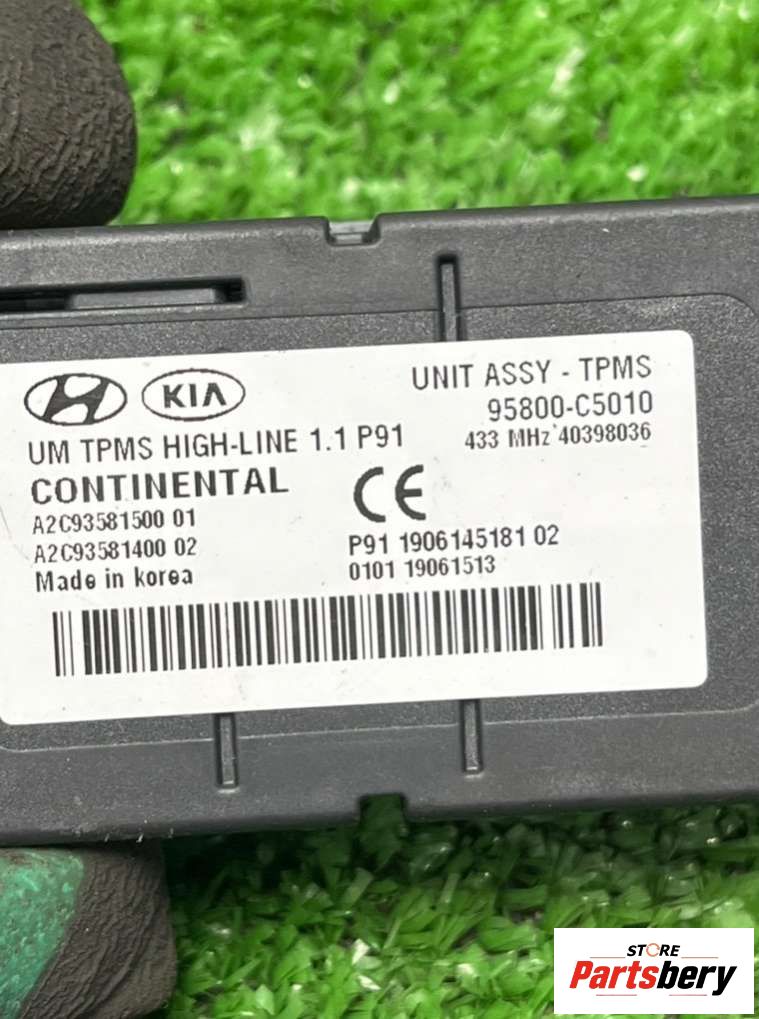 KIA
UNIT ASSY - TPMS
95800-C5010
UM TPMS HIGH-LINE 1.1 P91
433 MHz 40398036
CONTINENTAL
CE
A2C93581500 01
A2C93581400 02
P91 1906145181 02
Made in korea
0101 19061513
STORE
Partsbery